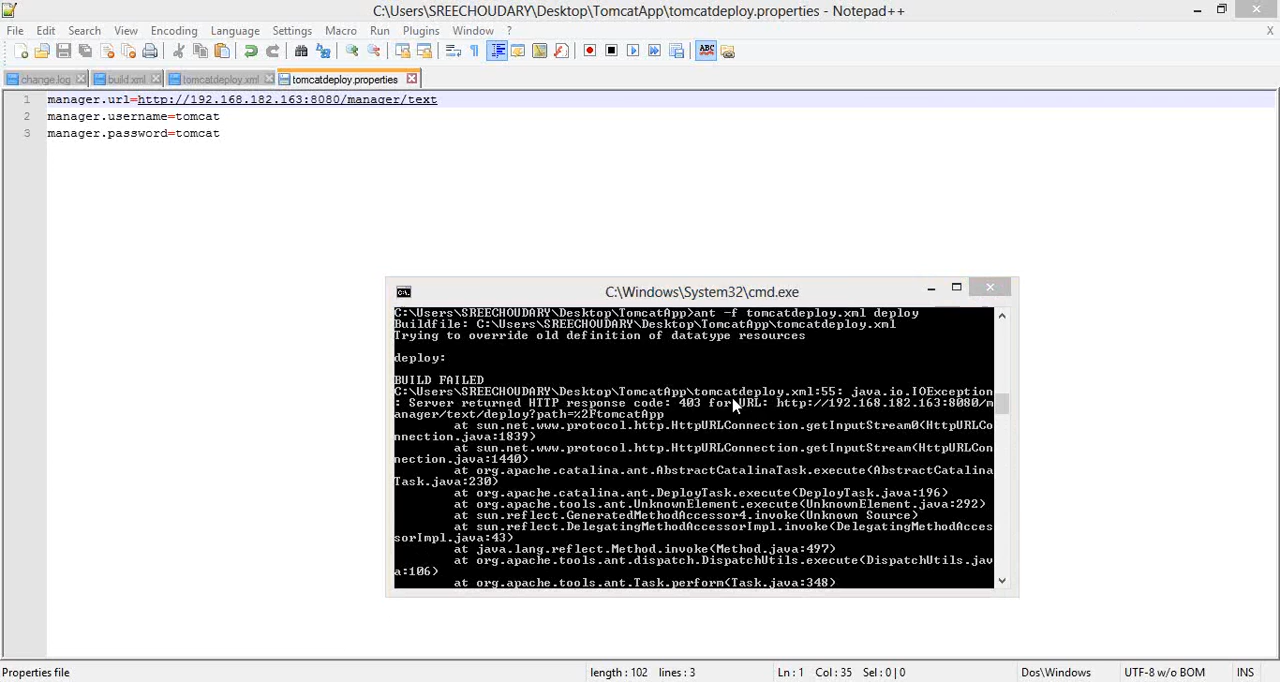 C:\Users\SREECHOUDARY\Desktop\TomcatApp\tomcatdeploy.properties - Notepad++
File Edit Search View Encoding Language Settings Macro Run Plugins Window ? X
change.log build.xml tomcatdeploy.xml tomcatdeploy.properties
1 manager.url=http://192.168.182.163:8080/manager/text
2 manager.username=tomcat
3 manager.password=tomcat
C:\Windows\System32\cmd.exe
C:\Users\SREECHOUDARY\Desktop\TomcatApp>ant -f tomcatdeploy.xml deploy
Buildfile: C:\Users\SREECHOUDARY\Desktop\TomcatApp\tomcatdeploy.xml
Trying to override old definition of datatype resources
deploy:
BUILD FAILED
C:\Users\SREECHOUDARY\Desktop\TomcatApp\tomcatdeploy.xml:55: java.io.IOException
: Server returned HTTP response code: 403 for URL: http://192.168.182.163:8080/m
anager/text/deploy?path=%2FtomcatApp
at sun.net.www.protocol.http.HttpURLConnection.getInputStream0(HttpURLCo
nnection.java:1839)
at sun.net.www.protocol.http.HttpURLConnection.getInputStream(HttpURLCon
nection.java:1440)
at org.apache.catalina.ant.AbstractCatalinaTask.execute(AbstractCatalina
Task.java:230)
at org.apache.catalina.ant.DeployTask.execute(DeployTask.java:196)
at org.apache.tools.ant.UnknownElement.execute(UnknownElement.java:292)
at sun.reflect.GeneratedMethodAccessor4.invoke(Unknown Source)
at sun.reflect.DelegatingMethodAccessorImpl.invoke(DelegatingMethodAcces
sorImpl.java:43)
at java.lang.reflect.Method.invoke(Method.java:497)
at org.apache.tools.ant.dispatch.DispatchUtils.execute(DispatchUtils.jav
a:106)
at org.apache.tools.ant.Task.perform(Task.java:348)
Properties file length : 102 lines : 3 Ln : 1 Col : 35 Sel : 0 | 0 Dos\Windows UTF-8 w/o BOM INS